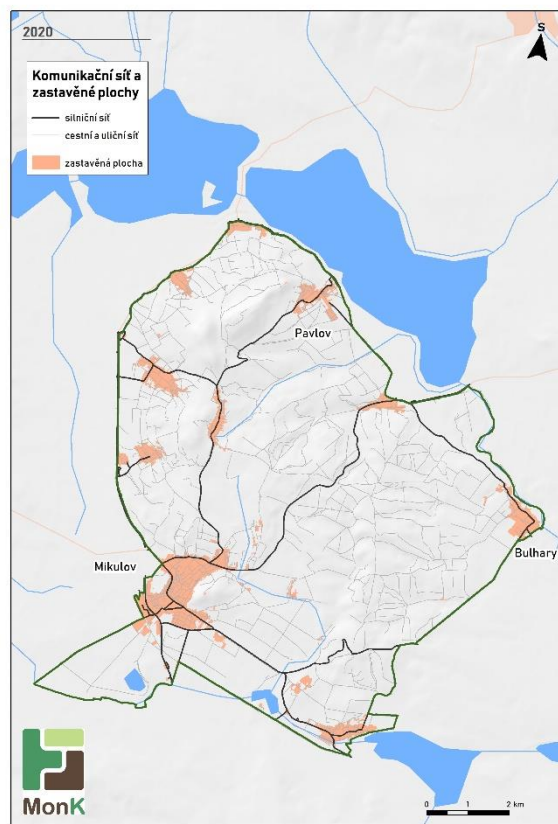 2020
S
Komunikační síť a
zastavěné plochy
silniční síť
cestní a uliční síť
zastavěná plocha
Pavlov
Bulhary
Mikulov
MonK
0 1 2 km